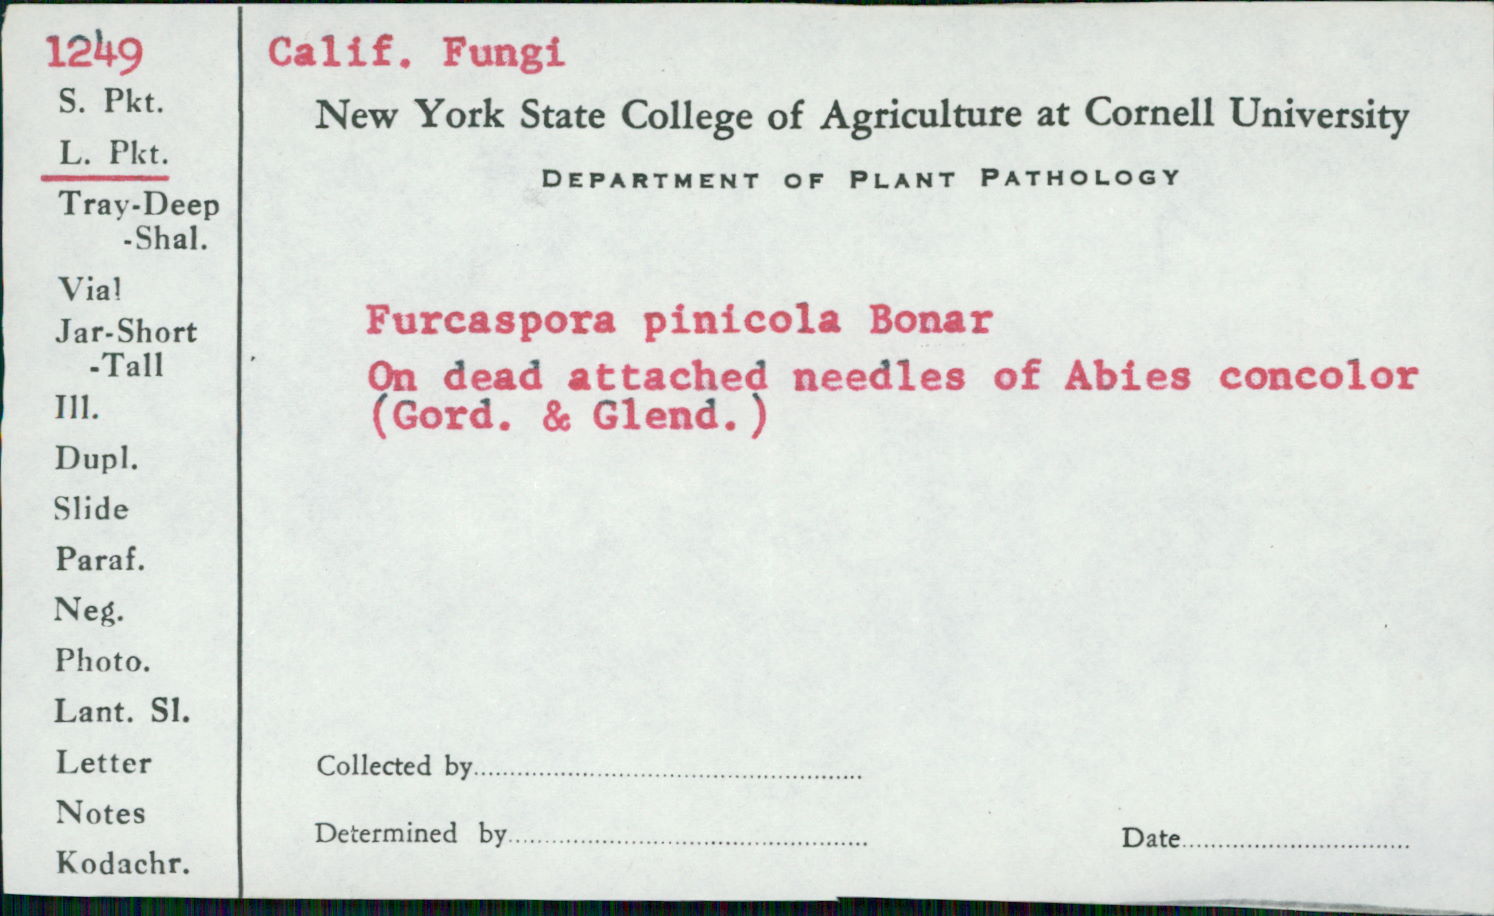 1249
S. Pkt.
L. Pkt.
Tray-Deep
-Shal.
Vial
Jar-Short
-Tall
Ill.
Dupl.
Slide
Paraf.
Neg.
Photo.
Lant. Sl.
Letter
Notes
Kodachr.
Calif. Fungi
New York State College of Agriculture at Cornell University
DEPARTMENT OF PLANT PATHOLOGY
Furcaspora pinicola Bonar
On dead attached needles of Abies concolor
(Gord. & Glend.)
Collected by
Determined by
Date